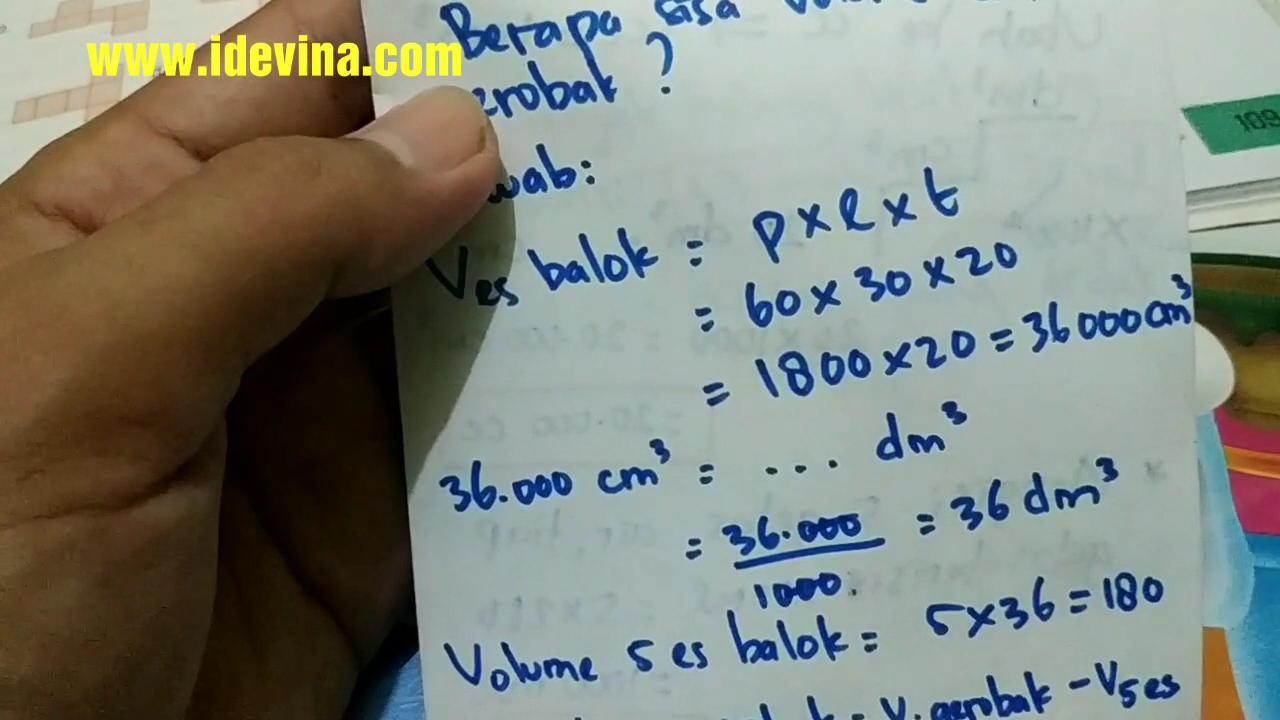 www.idevina.com
Berapa sisa
erobak ?
wab:
109
Ves balok = p x l x t
= 60 x 30 x 20
= 1800 x 20 = 36000 cm³
36.000 cm³ = ... dm³
= 36.000 / 1000. = 36 dm³
Volume 5 es balok = 5 x 36 = 180
V. gerobak - V5 es